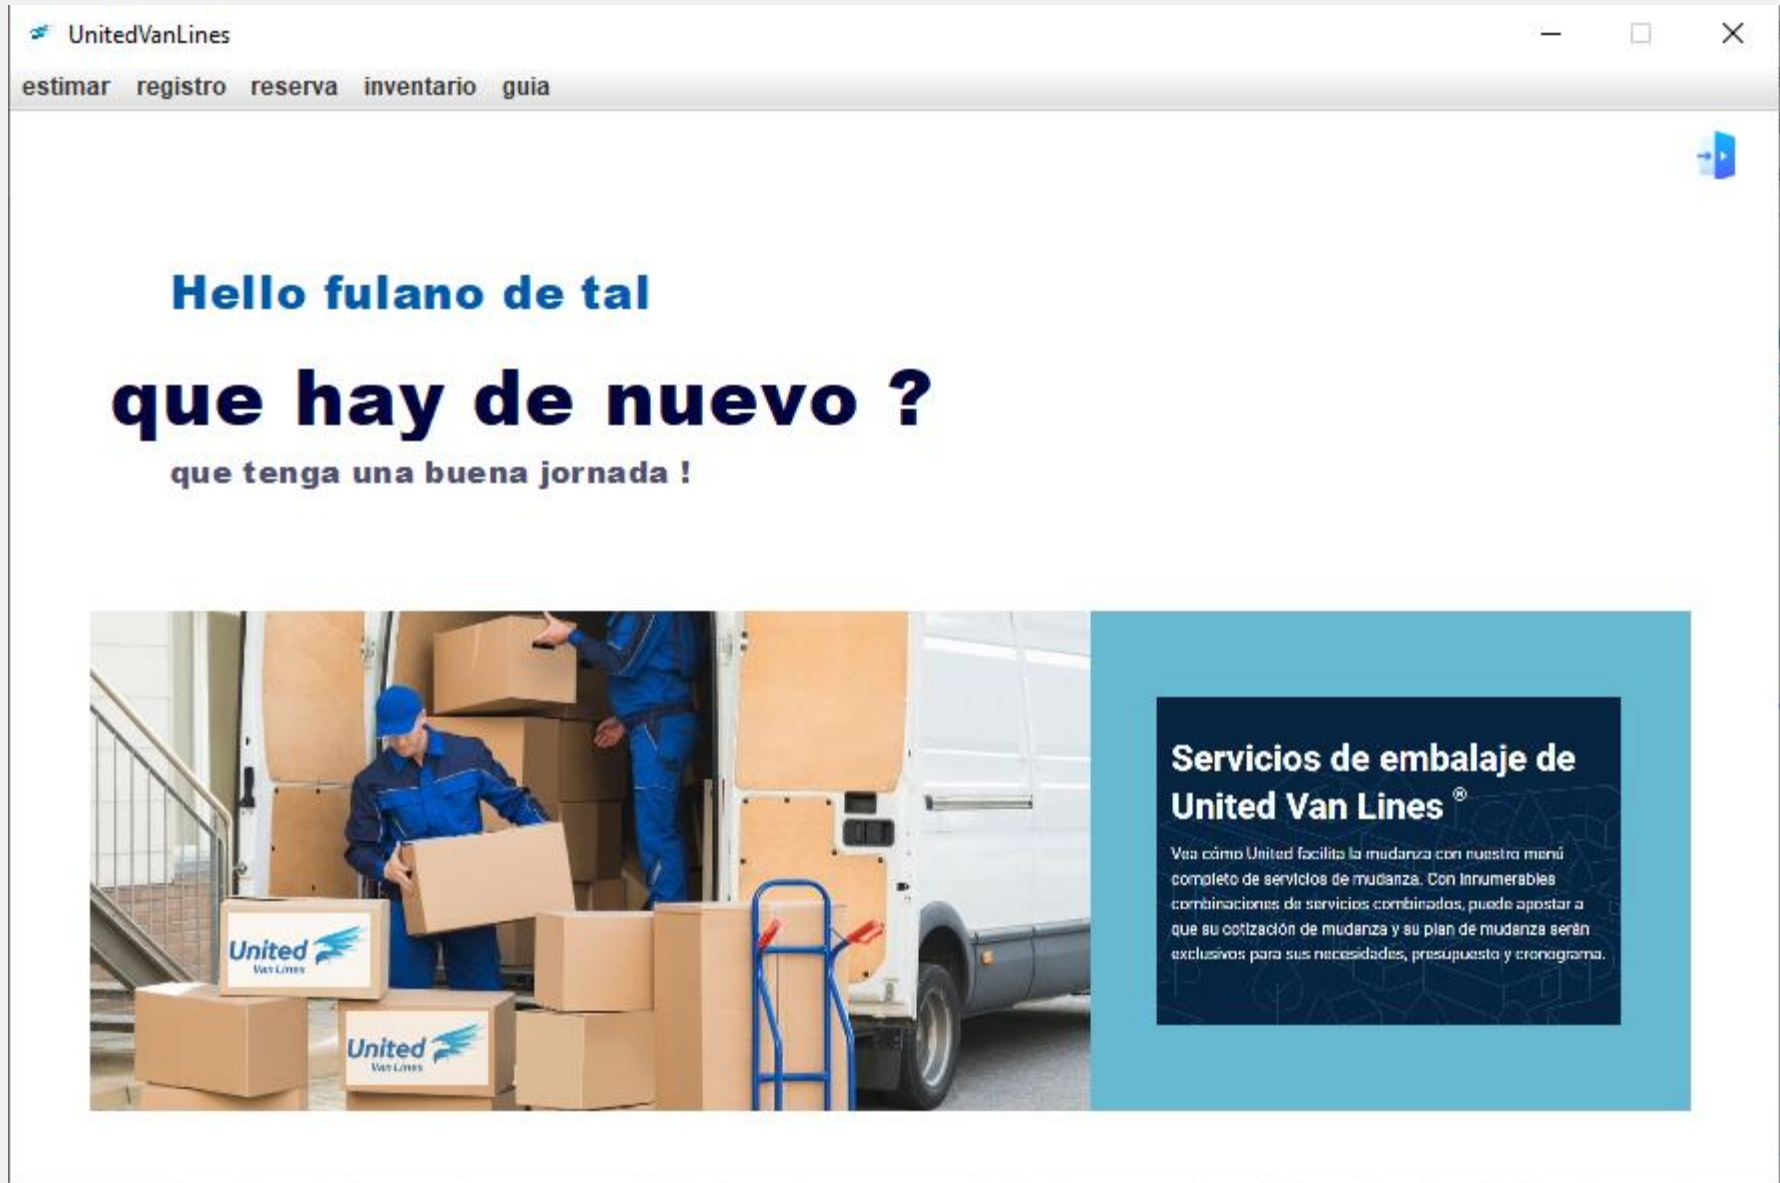 UnitedVanLines
estimar registro reserva inventario guia
Hello fulano de tal
que hay de nuevo ?
que tenga una buena jornada !
Servicios de embalaje de
United Van Lines ®
Vea cómo United facilita la mudanza con nuestro menú
completo de servicios de mudanza. Con innumerables
combinaciones de servicios combinados, puede apostar a
que su cotización de mudanza y su plan de mudanza serán
exclusivos para sus necesidades, presupuesto y cronograma.
United
Van Lines
United
Van Lines